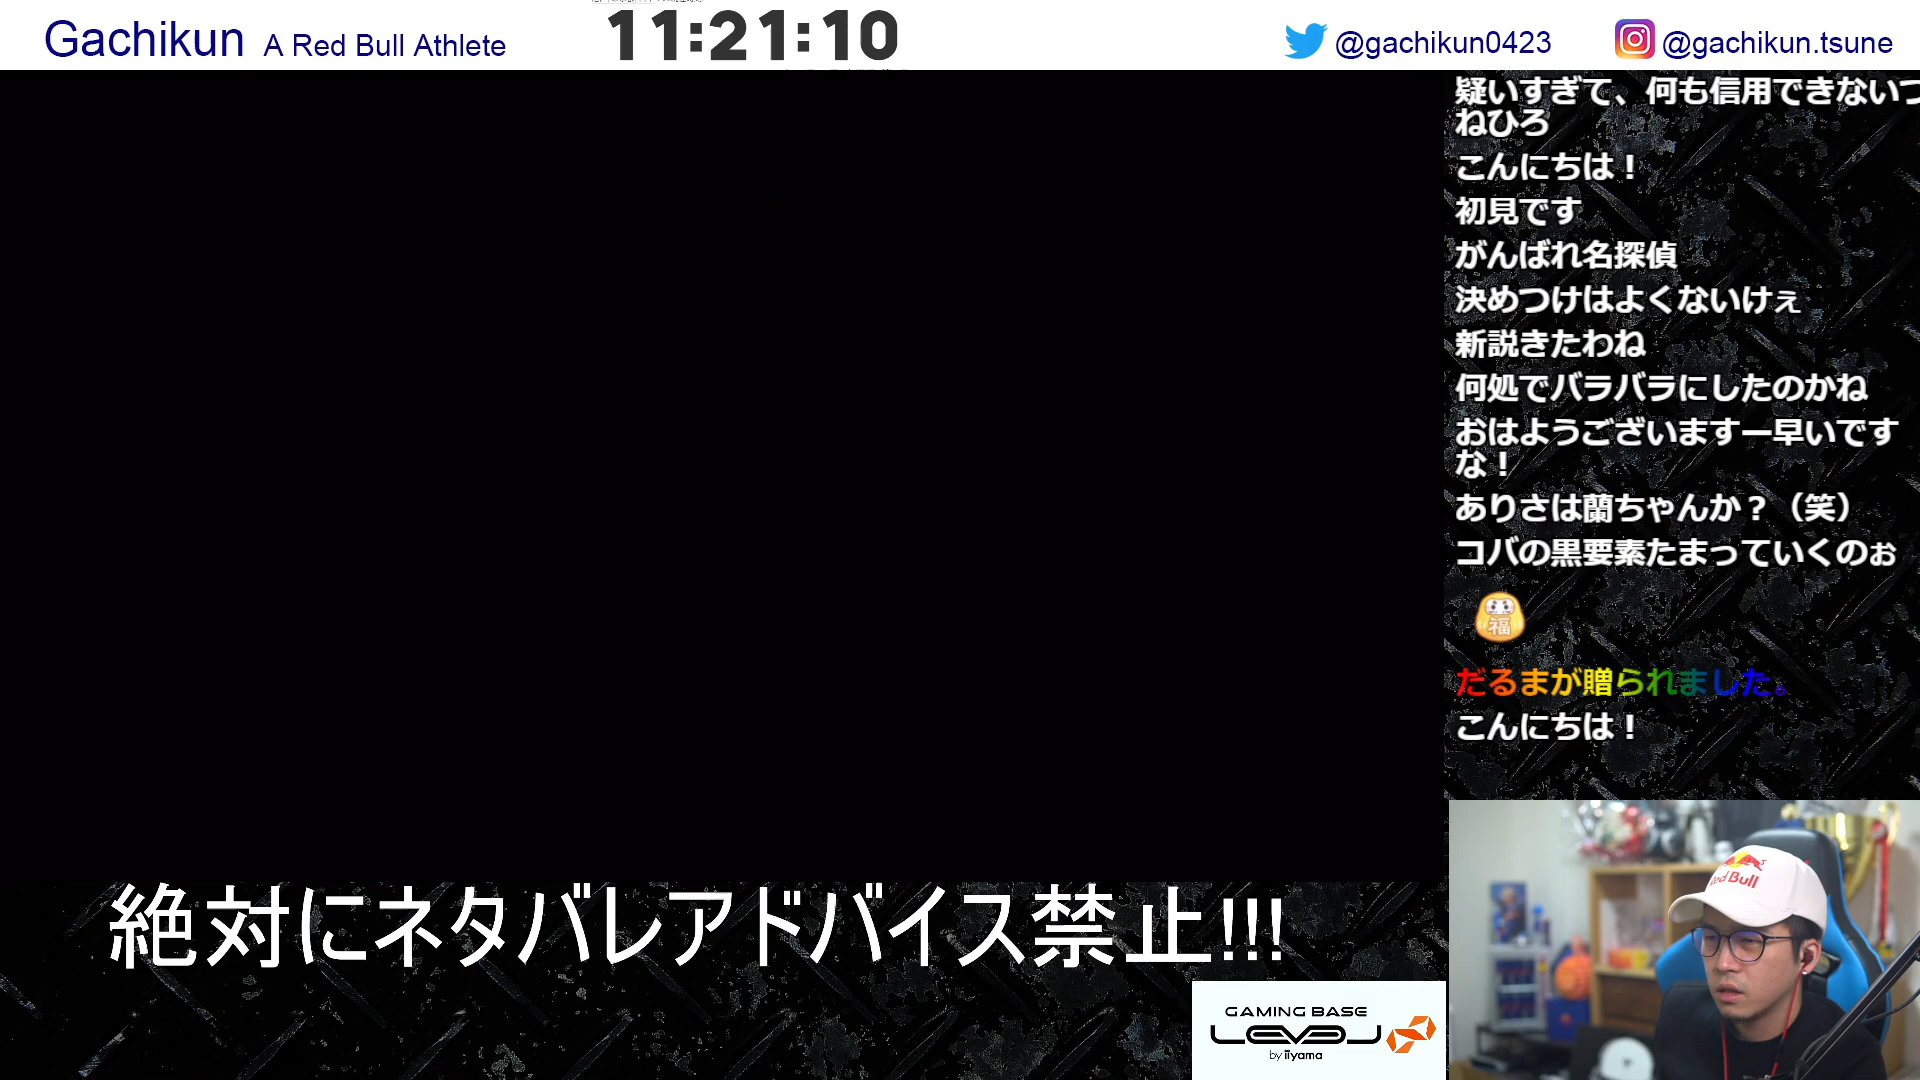 Gachikun A Red Bull Athlete
11:21:10
@gachikun0423
@gachikun.tsune
疑いすぎて、何も信用できないつ
ねひろ
こんにちは！
初見です
がんばれ名探偵
決めつけはよくないけぇ
新説きたわね
何処でバラバラにしたのかね
おはようございますー早いです
な！
ありさは蘭ちゃんか？（笑）
コバの黒要素たまっていくのぉ
福
だるまが贈られました。
こんにちは！
絶対にネタバレアドバイス禁止!!!
GAMING BASE
LEVEL
by iiyama
Red Bull